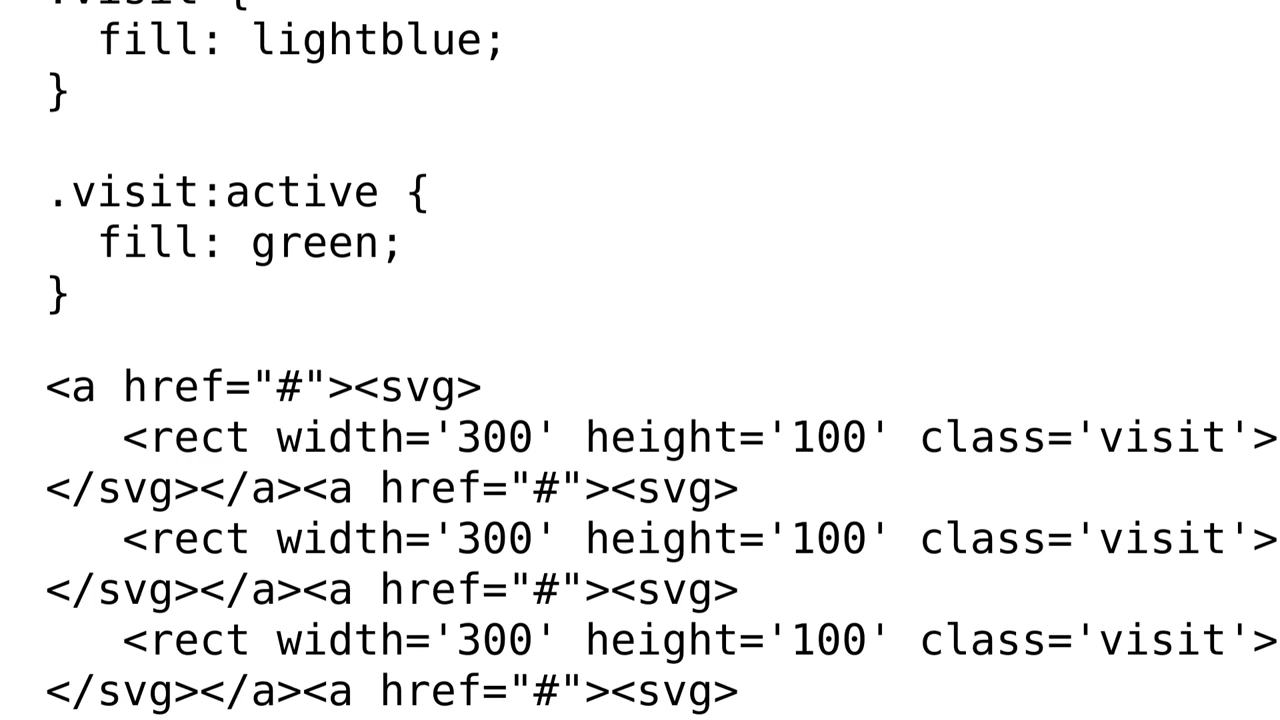 .visit {
  fill: lightblue;
}

.visit:active {
  fill: green;
}

<a href="#"><svg>
   <rect width='300' height='100' class='visit'>
</svg></a><a href="#"><svg>
   <rect width='300' height='100' class='visit'>
</svg></a><a href="#"><svg>
   <rect width='300' height='100' class='visit'>
</svg></a><a href="#"><svg>